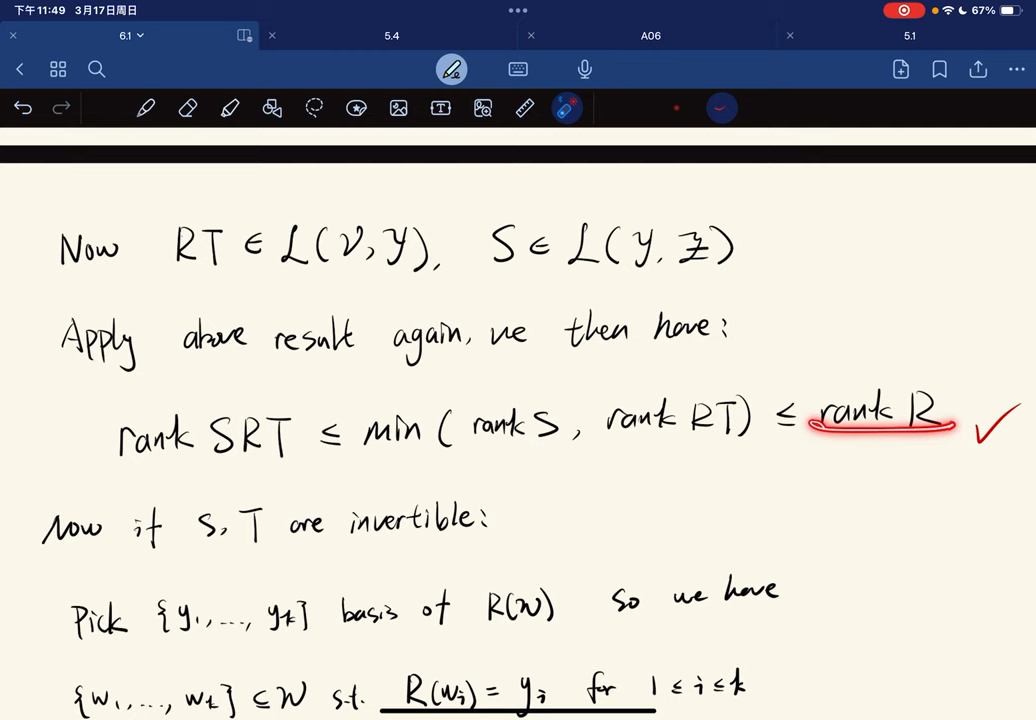 下午11:49 3月17日周日 67%
6.1 5.4 A06 5.1
Now RT ∈ L(V, Y), S ∈ L(Y, Z)
Apply above result again, we then have:
rank SRT ≤ min( rank S, rank RT) ≤ rank R ✓
Now if S, T are invertible:
Pick {y₁, ..., yₖ} basis of R(W) so we have
{w₁, ..., wₖ} ⊆ W s.t. R(wᵢ) = yᵢ for 1 ≤ i ≤ k